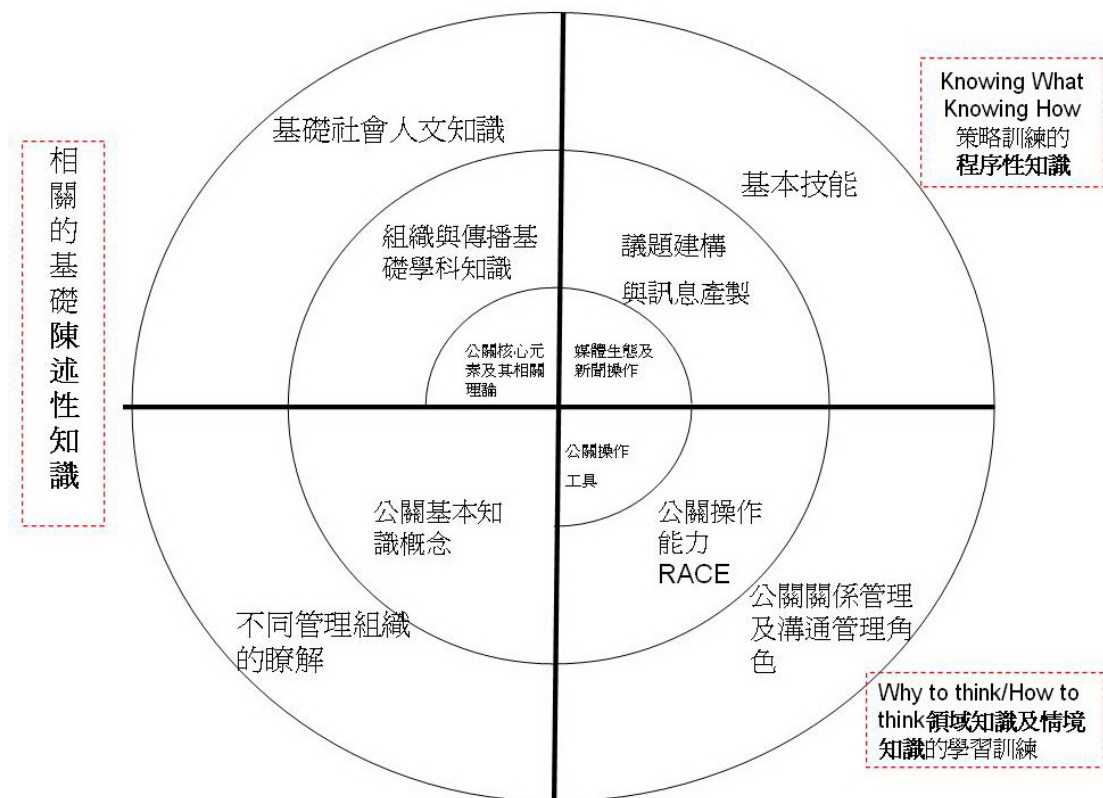 相關的基礎陳述性知識
基礎社會人文知識
組織與傳播基
礎學科知識
公關核心元
素及其相關
理論
Knowing What
Knowing How
策略訓練的
程序性知識
基本技能
議題建構
與訊息產製
媒體生態及
新聞操作
公關基本知
識概念
不同管理組織
的瞭解
公關操作
工具
公關操作
能力
RACE
公關關係管理
及溝通管理角
色
Why to think/How to
think領域知識及情境
知識的學習訓練